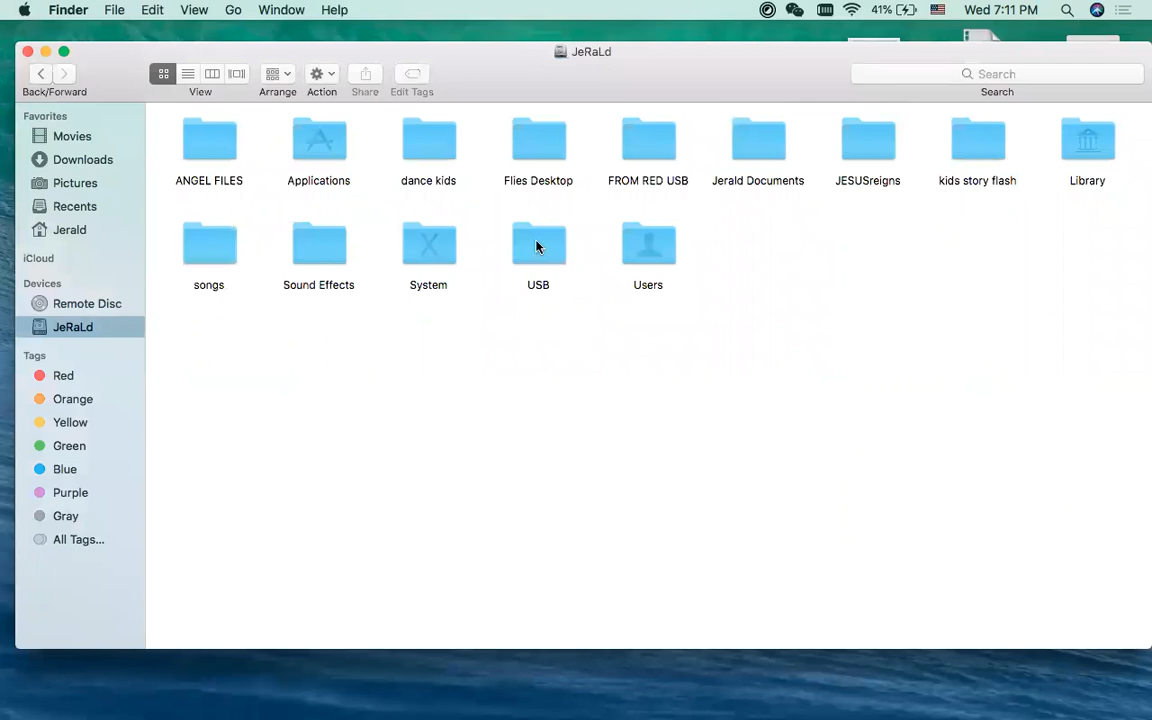 Finder File Edit View Go Window Help 41% Wed 7:11 PM
JeRaLd
Search
Back/Forward View Arrange Action Share Edit Tags Search
Favorites
Movies
Downloads
Pictures
Recents
Jerald
iCloud
Devices
Remote Disc
JeRaLd
Tags
Red
Orange
Yellow
Green
Blue
Purple
Gray
All Tags...
ANGEL FILES Applications dance kids Flies Desktop FROM RED USB Jerald Documents JESUSreigns kids story flash Library
songs Sound Effects System USB Users